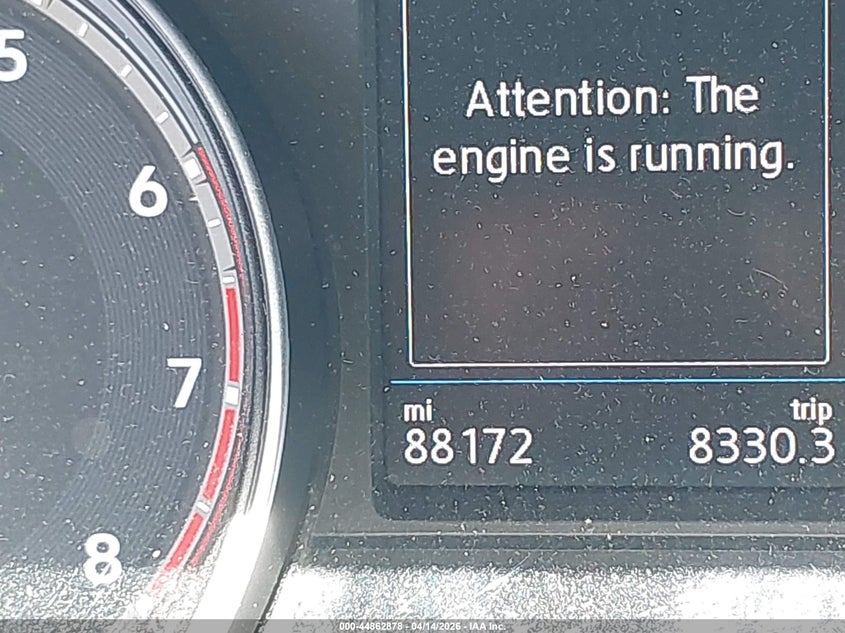 5
6
7
8
Attention: The
engine is running.
mi trip
88172 8330.3
000-44862878 - 04/14/2026 - IAA Inc.